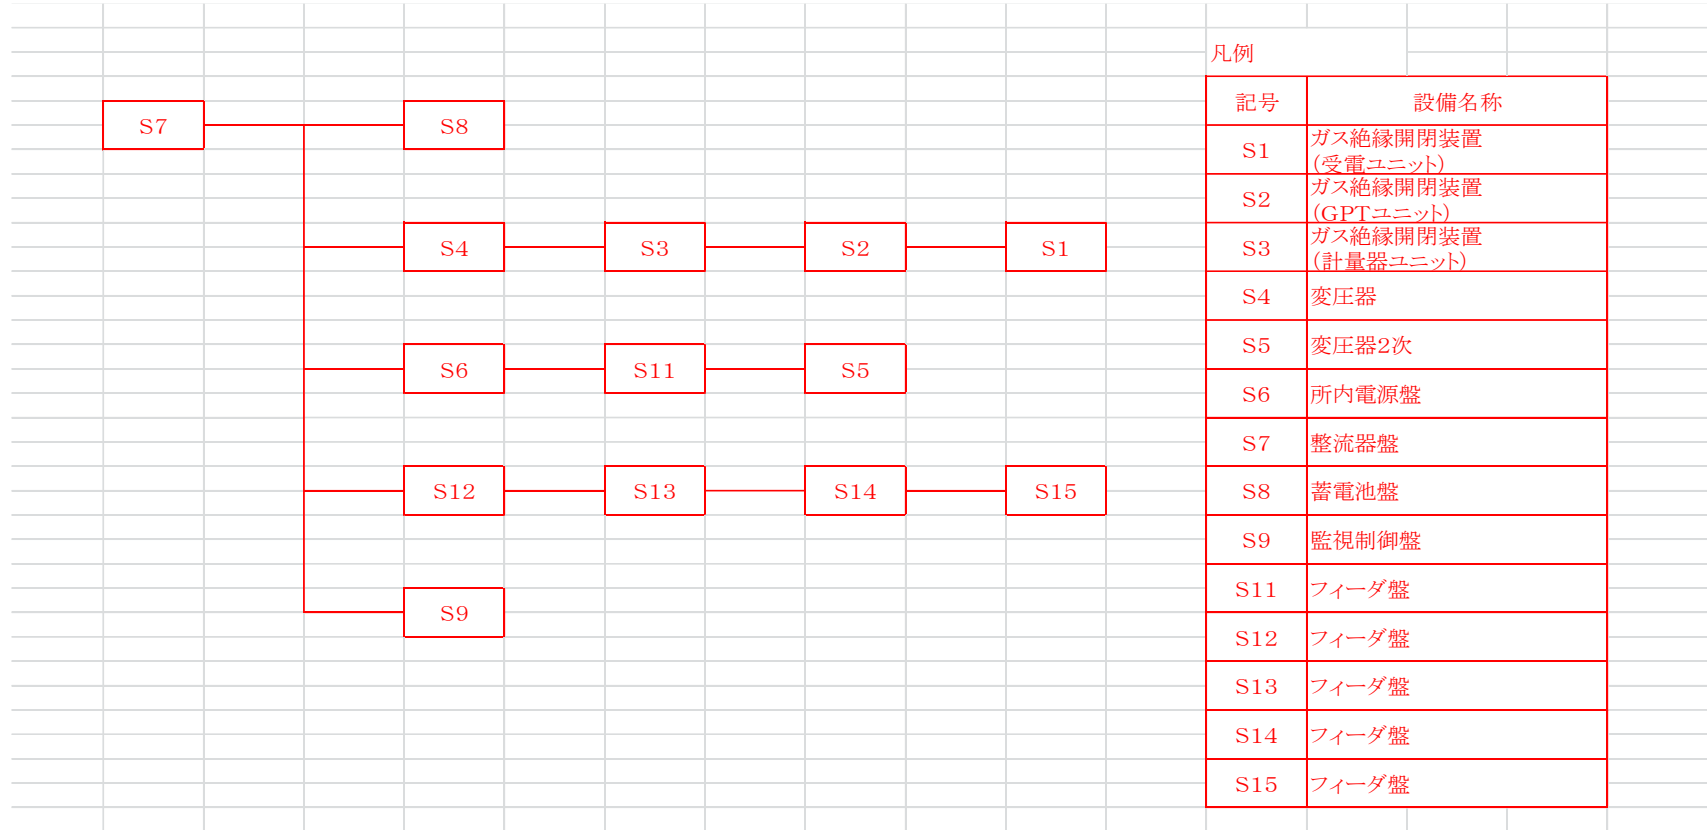 凡例
記号 設備名称
S7 S8
S4 S3 S2 S1
S6 S11 S5
S12 S13 S14 S15
S9
S1 ガス絶縁開閉装置
(受電ユニット)
S2 ガス絶縁開閉装置
(GPTユニット)
S3 ガス絶縁開閉装置
(計量器ユニット)
S4 変圧器
S5 変圧器2次
S6 所内電源盤
S7 整流器盤
S8 蓄電池盤
S9 監視制御盤
S11 フィーダ盤
S12 フィーダ盤
S13 フィーダ盤
S14 フィーダ盤
S15 フィーダ盤